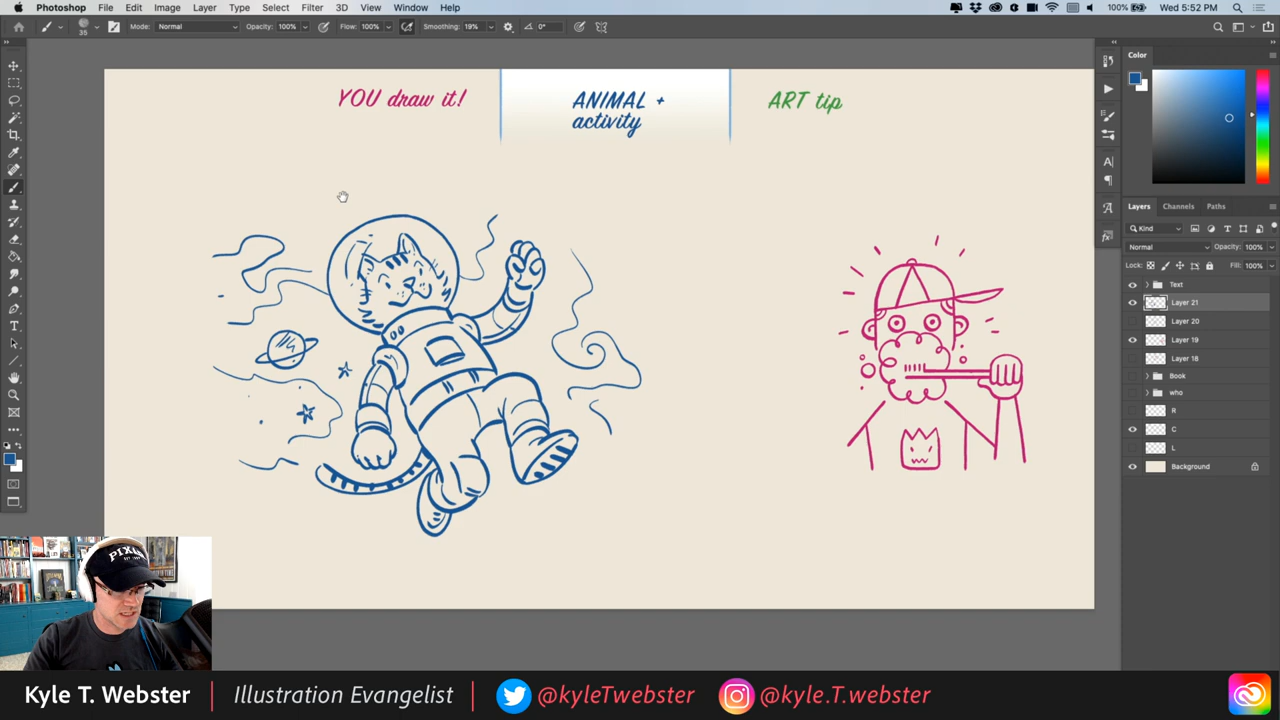 Photoshop File Edit Image Layer Type Select Filter 3D View Window Help
100% Wed 5:52 PM
35 Mode: Normal Opacity: 100% Flow: 100% Smoothing: 19% 0°
Color
YOU draw it!
ANIMAL +
activity
ART tip
Layers Channels Paths
Kind
Normal Opacity: 100%
Lock: Fill: 100%
Text
Layer 21
Layer 20
Layer 19
Layer 18
Book
who
R
C
L
Background
Kyle T. Webster | Illustration Evangelist @kyleTwebster @kyle.T.webster